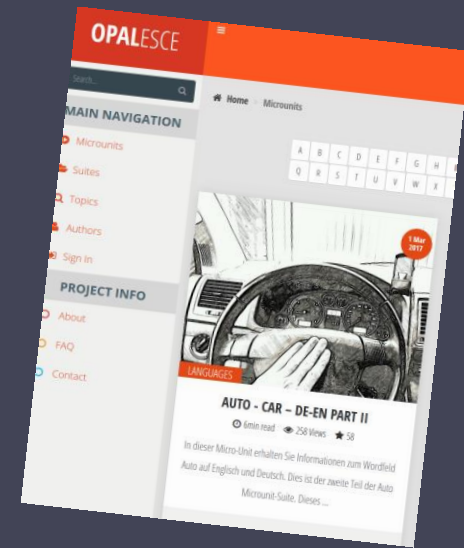 OPALESCE
Search...
MAIN NAVIGATION
Microunits
Suites
Topics
Authors
Sign in
PROJECT INFO
About
FAQ
Contact
Home > Microunits
A B C D E F G H
Q R S T U V W X
1 Mar
2017
LANGUAGES
AUTO - CAR – DE-EN PART II
6min read 258 Views 58
In dieser Micro-Unit erhalten Sie Informationen zum Wortfeld
Auto auf Englisch und Deutsch. Dies ist der zweite Teil der Auto
Microunit-Suite. Dieses ...